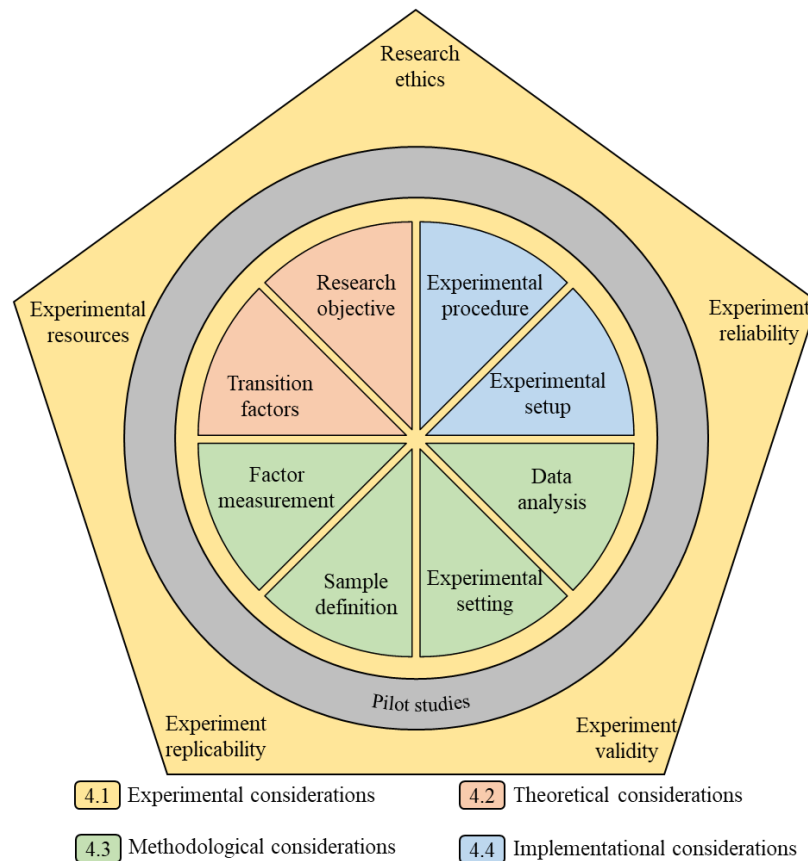 Research
ethics
Experimental
resources
Experiment
reliability
Research
objective
Experimental
procedure
Transition
factors
Experimental
setup
Factor
measurement
Data
analysis
Sample
definition
Experimental
setting
Pilot studies
Experiment
replicability
Experiment
validity
4.1 Experimental considerations
4.2 Theoretical considerations
4.3 Methodological considerations
4.4 Implementational considerations